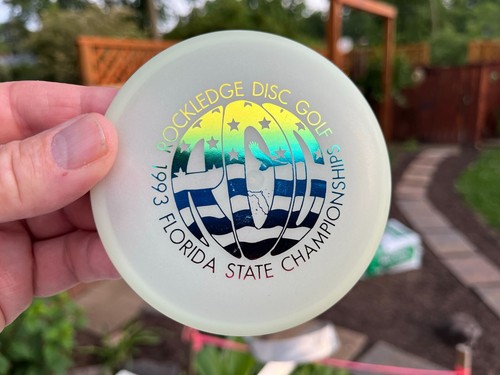 ROCKLEDGE DISC GOLF
1993 FLORIDA STATE CHAMPIONSHIPS